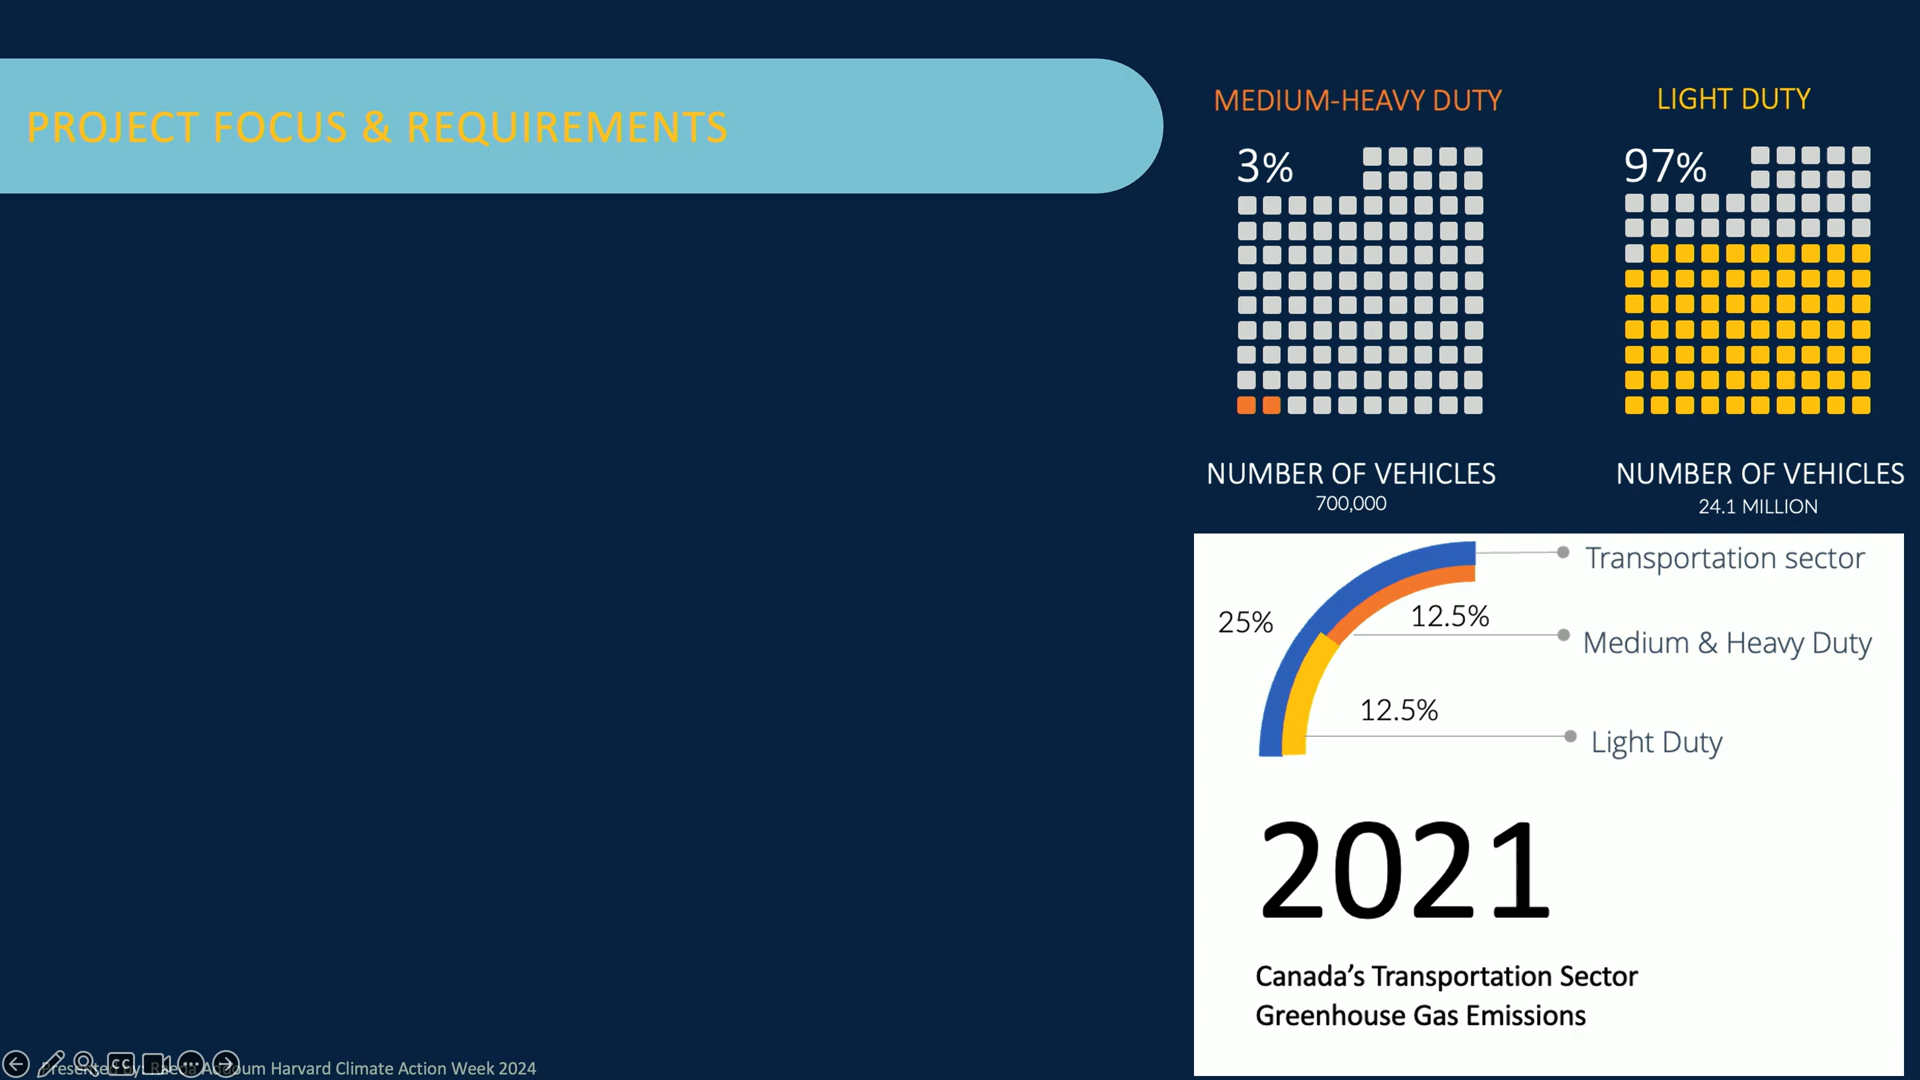 PROJECT FOCUS & REQUIREMENTS
MEDIUM-HEAVY DUTY
3%
NUMBER OF VEHICLES
700,000
LIGHT DUTY
97%
NUMBER OF VEHICLES
24.1 MILLION
Transportation sector
25%
12.5%
Medium & Heavy Duty
12.5%
Light Duty
2021
Canada's Transportation Sector
Greenhouse Gas Emissions
CC
Harvard Climate Action Week 2024